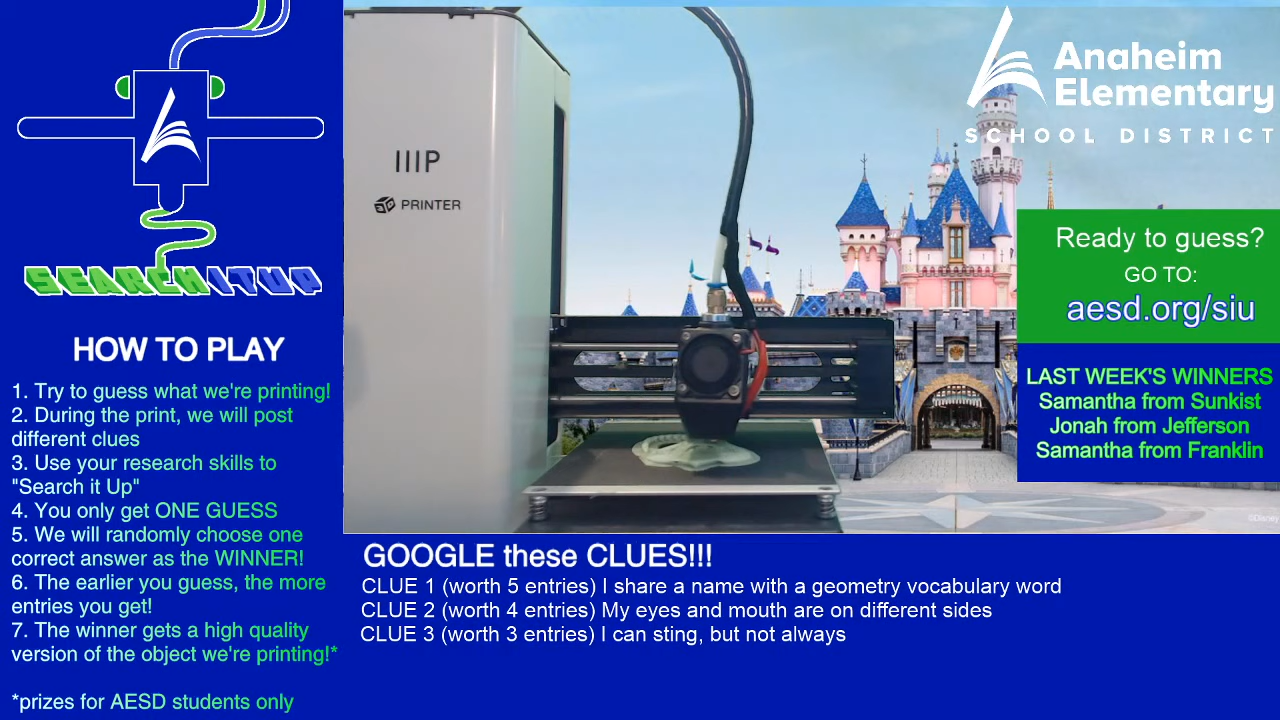 SEARCHITUP
HOW TO PLAY
1. Try to guess what we're printing!
2. During the print, we will post
different clues
3. Use your research skills to
"Search it Up"
4. You only get ONE GUESS
5. We will randomly choose one
correct answer as the WINNER!
6. The earlier you guess, the more
entries you get!
7. The winner gets a high quality
version of the object we're printing!*
*prizes for AESD students only
IIIP
PRINTER
Anaheim
Elementary
SCHOOL DISTRICT
Ready to guess?
GO TO:
aesd.org/siu
LAST WEEK'S WINNERS
Samantha from Sunkist
Jonah from Jefferson
Samantha from Franklin
©Disney
GOOGLE these CLUES!!!
CLUE 1 (worth 5 entries) I share a name with a geometry vocabulary word
CLUE 2 (worth 4 entries) My eyes and mouth are on different sides
CLUE 3 (worth 3 entries) I can sting, but not always